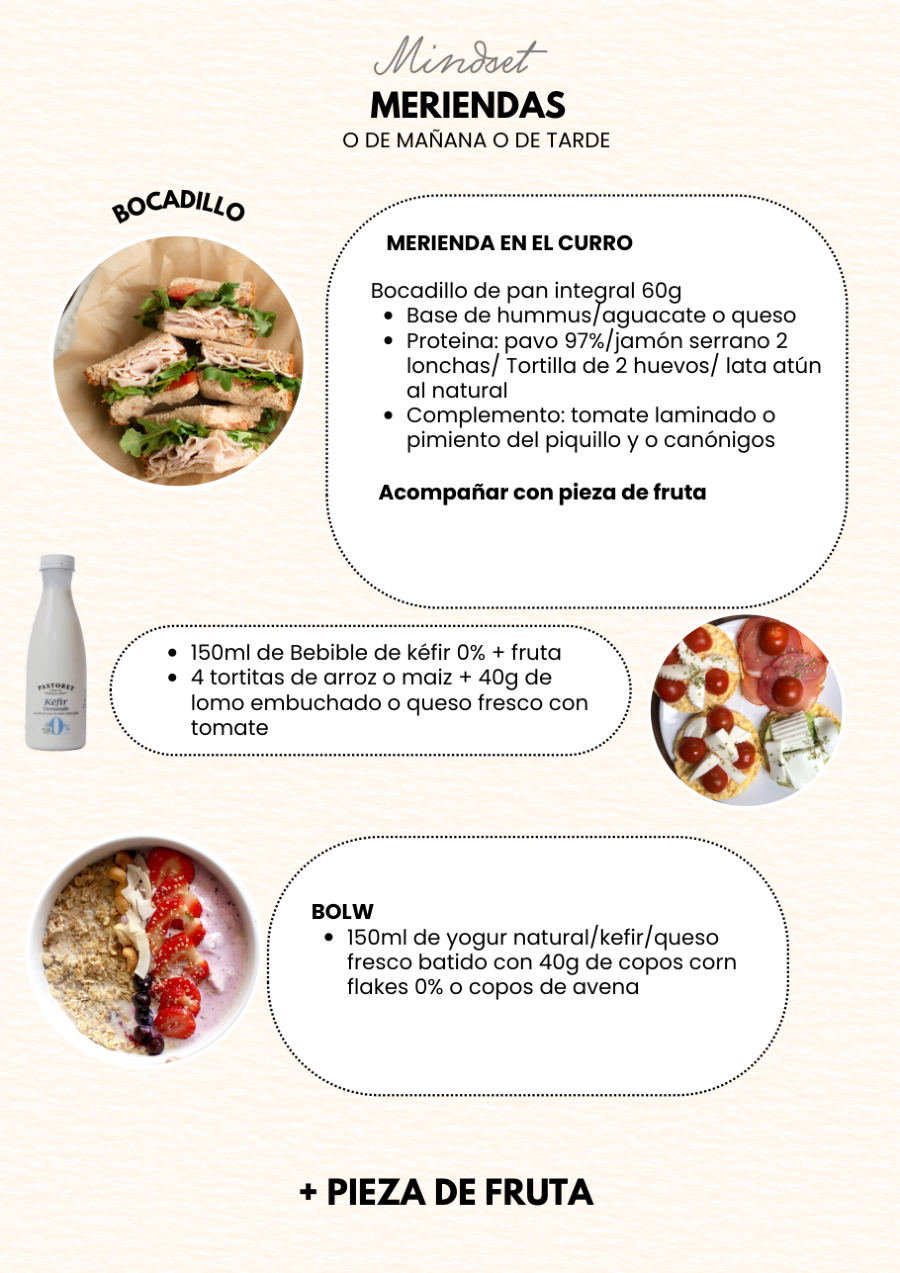 Mindset
MERIENDAS
O DE MAÑANA O DE TARDE
BOCADILLO
MERIENDA EN EL CURRO
Bocadillo de pan integral 60g
• Base de hummus/aguacate o queso
• Proteina: pavo 97%/jamón serrano 2
lonchas/ Tortilla de 2 huevos/ lata atún
al natural
• Complemento: tomate laminado o
pimiento del piquillo y o canónigos
Acompañar con pieza de fruta
PASTORET
Kéfir
0%
• 150ml de Bebible de kéfir 0% + fruta
• 4 tortitas de arroz o maiz + 40g de
lomo embuchado o queso fresco con
tomate
BOLW
• 150ml de yogur natural/kefir/queso
fresco batido con 40g de copos corn
flakes 0% o copos de avena
+ PIEZA DE FRUTA